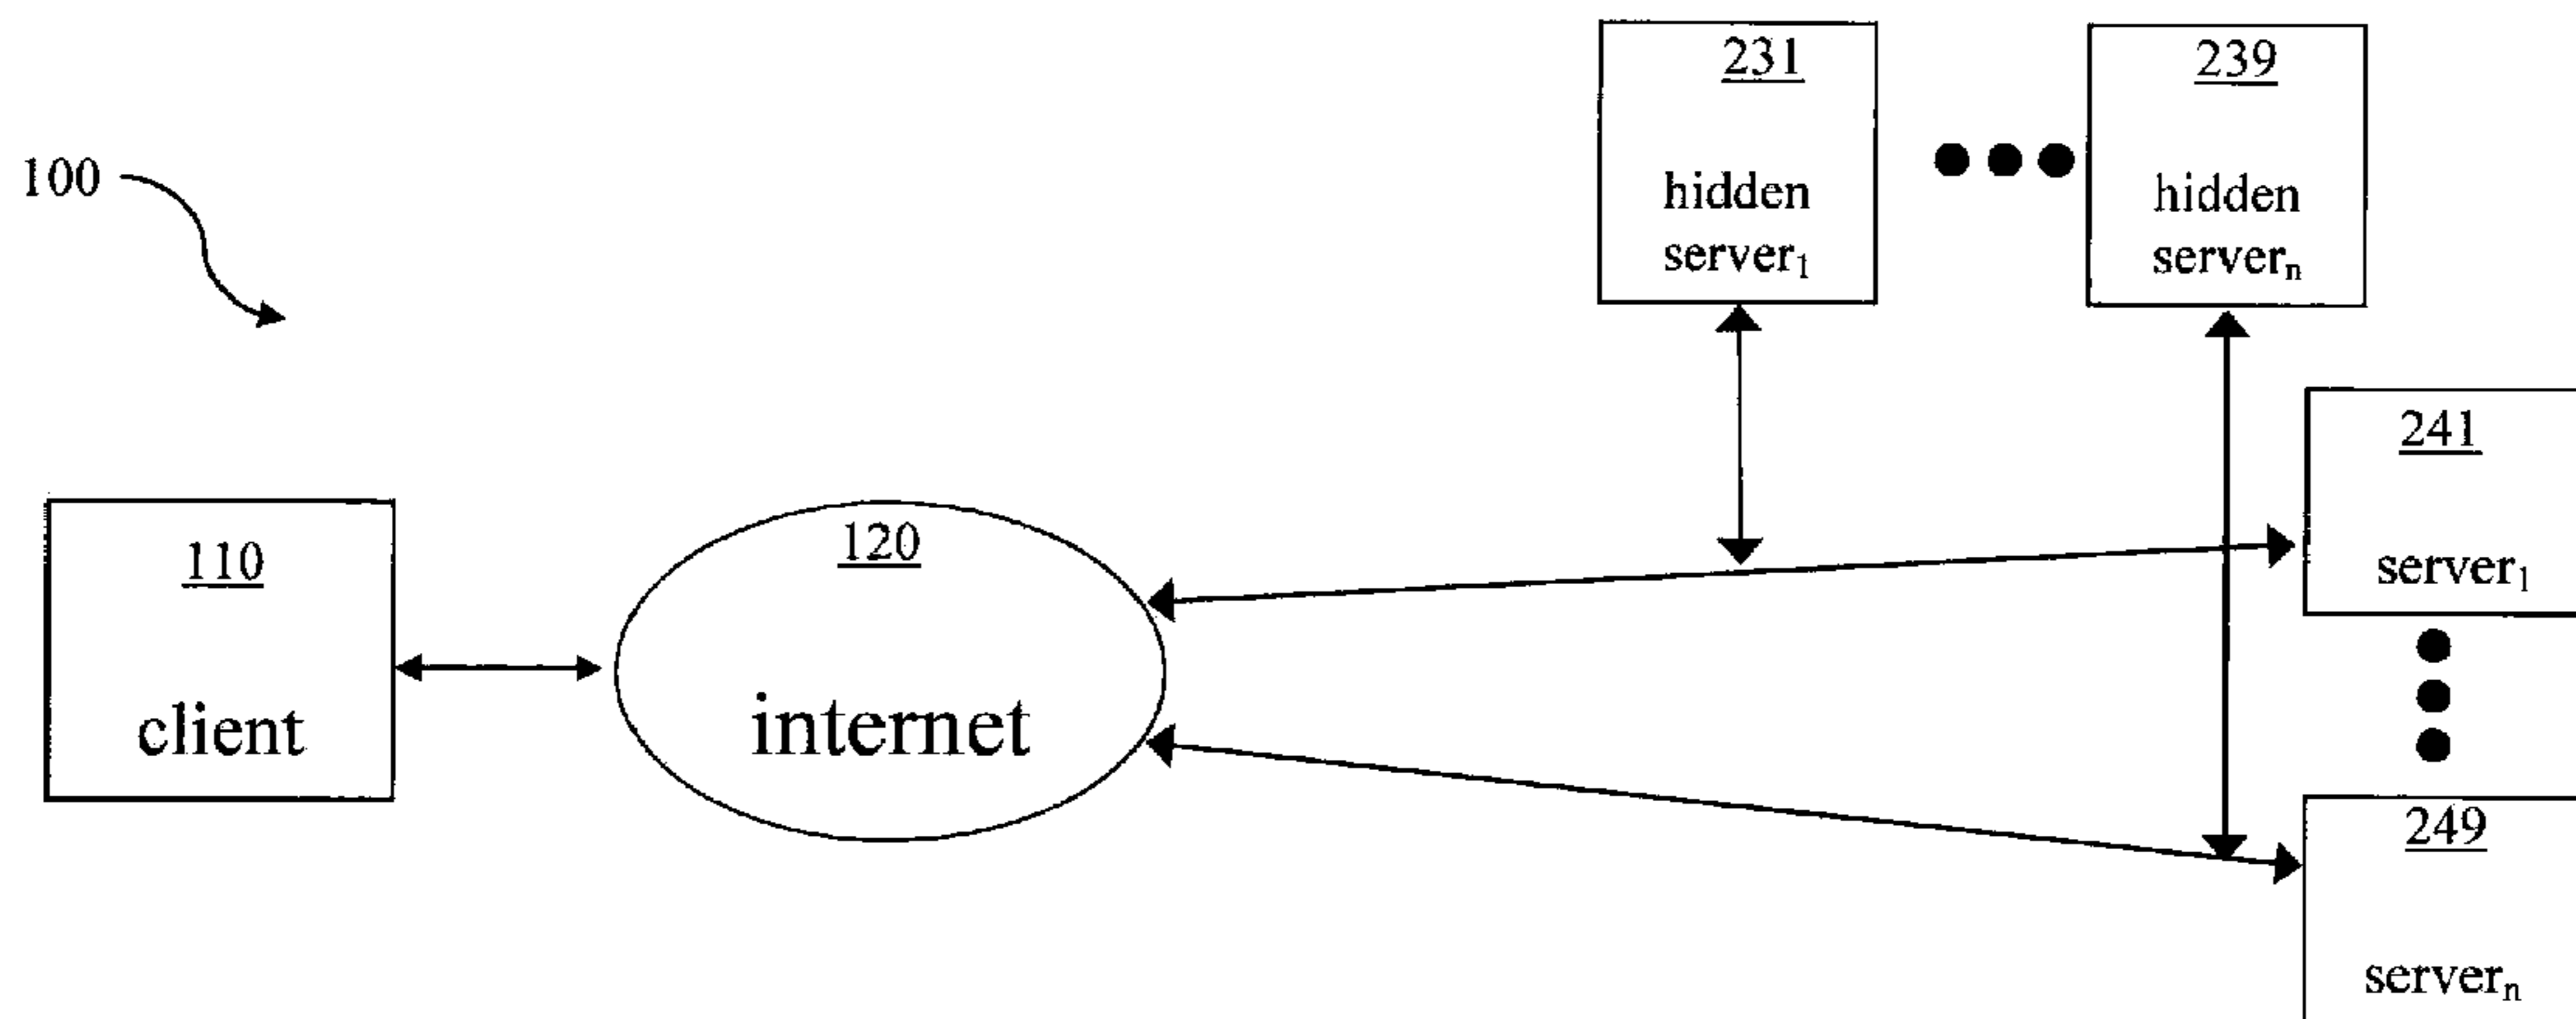 231
hidden
server₁
239
hidden
serverₙ
100
241
server₁
110
client
120
internet
249
serverₙ